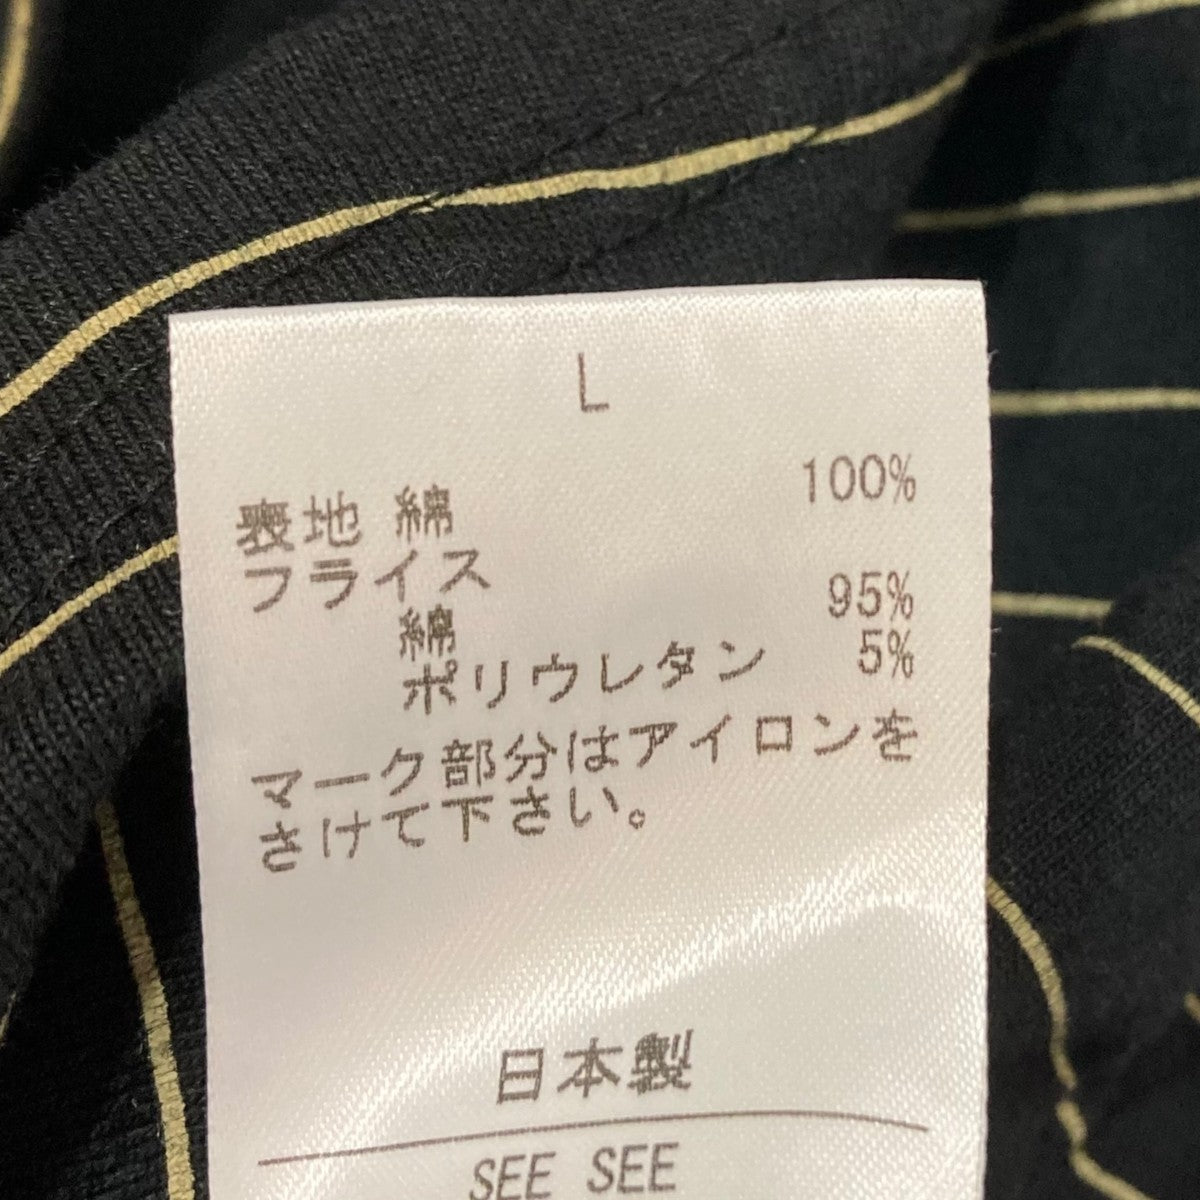 L
表地 綿 100%
フライス
綿 95%
ポリウレタン 5%
マーク部分はアイロンを
さけて下さい。
日本製
SEE SEE